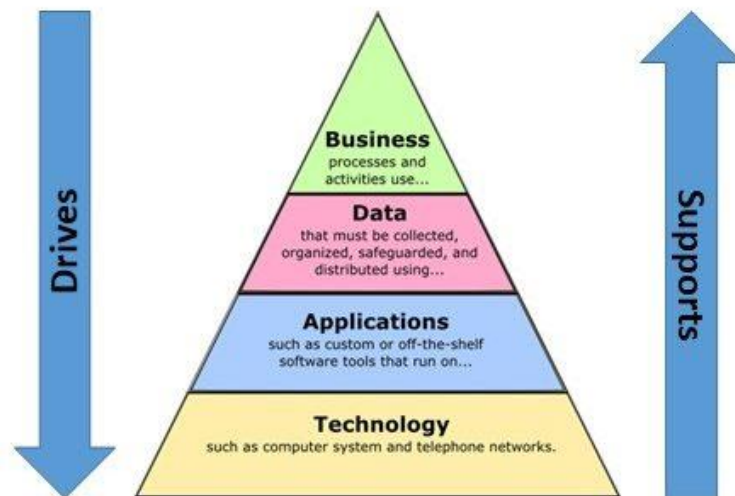 Drives
Business
processes and
activities use...
Data
that must be collected,
organized, safeguarded, and
distributed using...
Applications
such as custom or off-the-shelf
software tools that run on...
Technology
such as computer system and telephone networks.
Supports